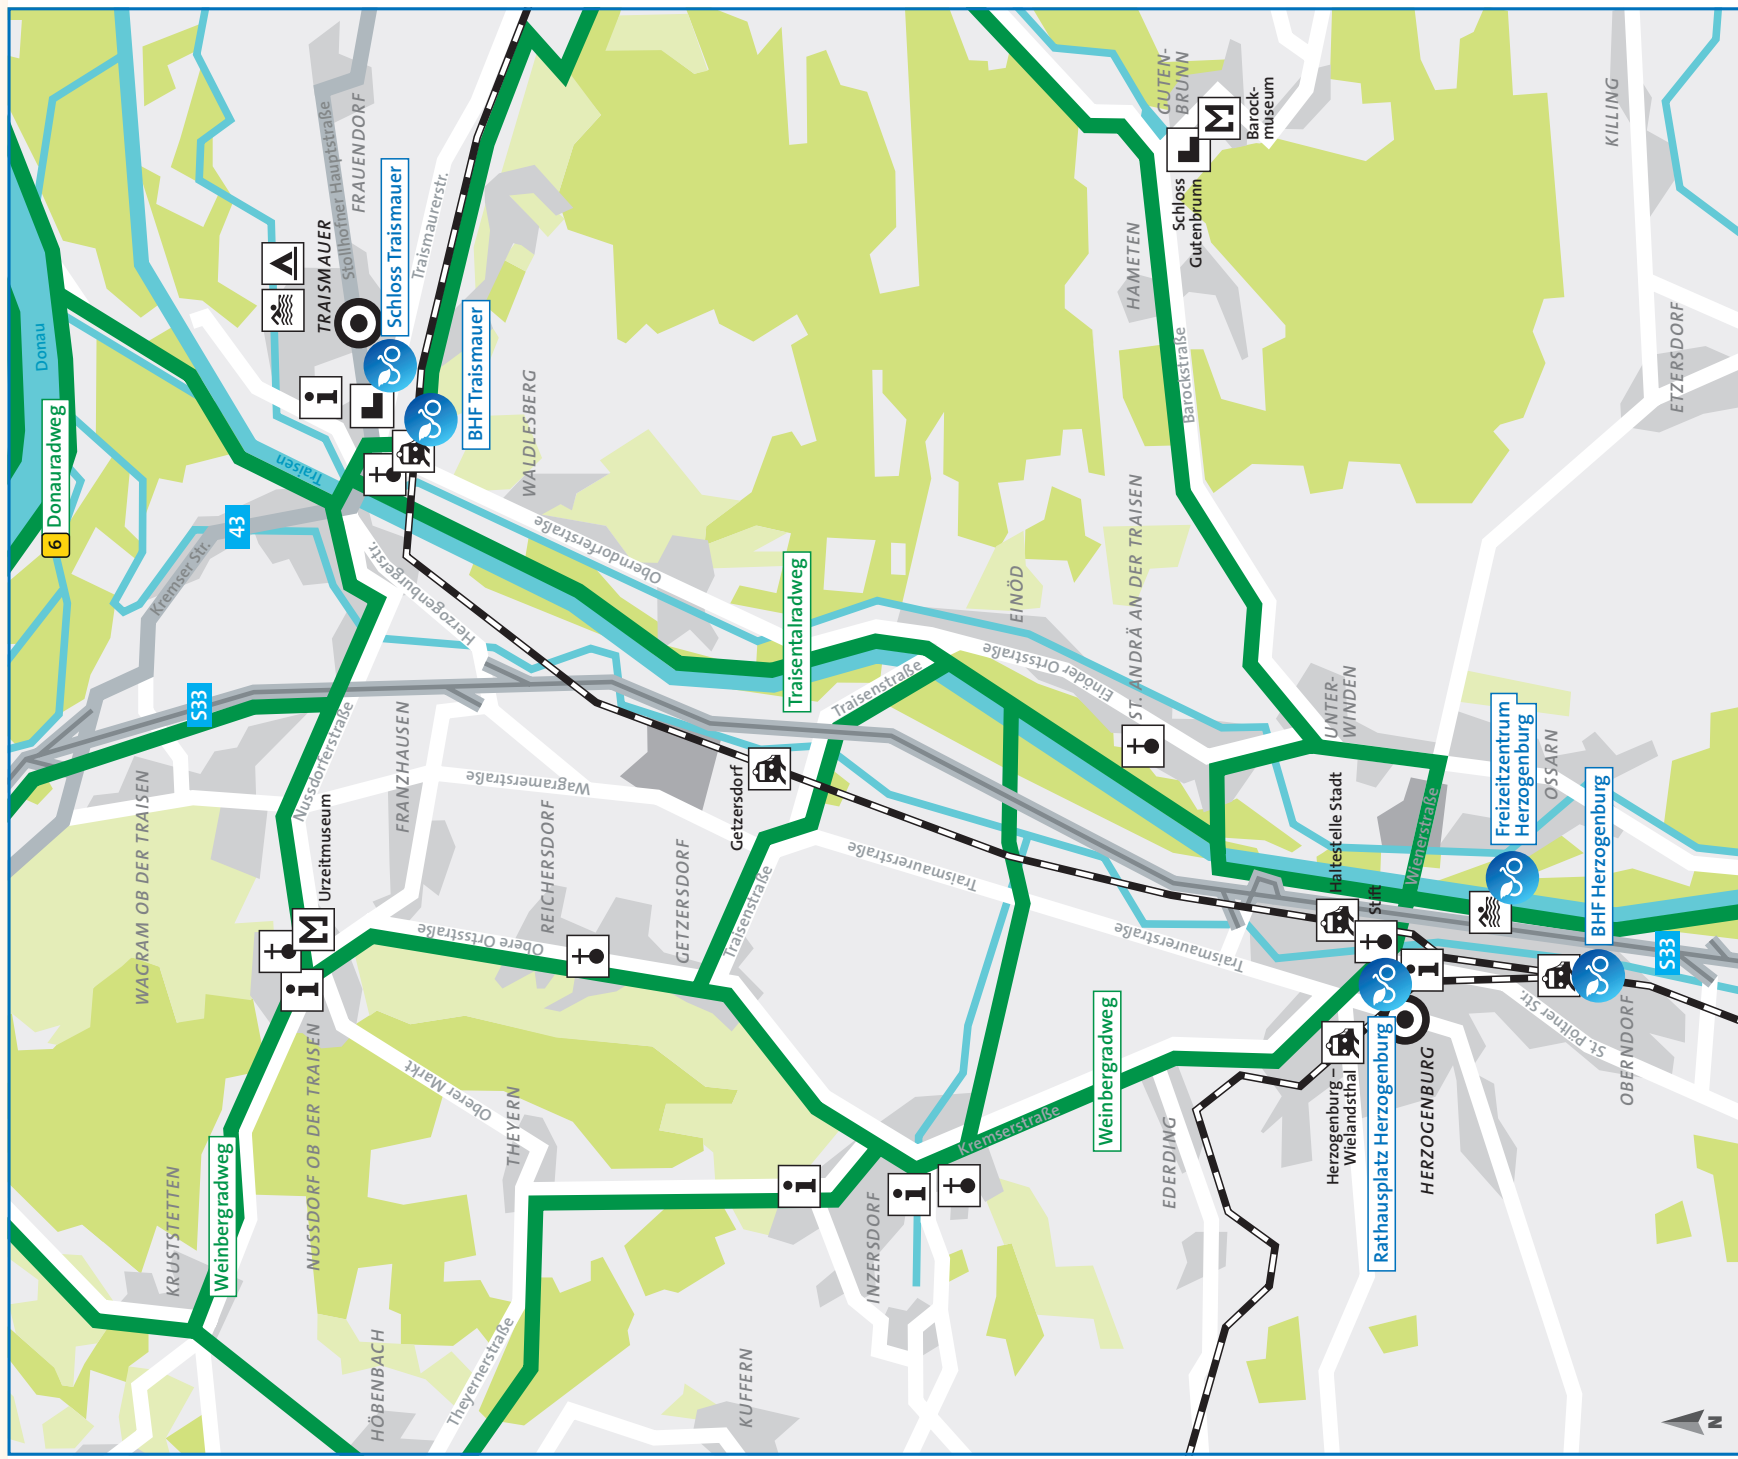 Donau
6 Donauradweg
FRAUENDORF
Stollhofner Hauptstraße
TRAISMAUER
Schloss Traismauer
Traismaurerstr.
BHF Traismauer
WALDLESBERG
Traisen
43
Kremser Str.
Herzogenburgerstr.
Oberndorferstraße
S33
Nussdorferstraße
FRANZHAUSEN
WAGRAM OB DER TRAISEN
Urzeitmuseum
Wagramerstraße
REICHERSDORF
Obere Ortsstraße
GETZERSDORF
Getzersdorf
Traisenstraße
Traisentalradweg
Traisenstraße
Traismaurerstraße
Traismaurerstraße
EINÖD
Einöder Ortsstraße
ST. ANDRÄ AN DER TRAISEN
GUTEN-
BRUNN
Barock-
museum
Schloss
Gutenbrunn
HAMETEN
Barockstraße
KILLING
ETZERSDORF
UNTER-
WINDEN
OSSARN
Freizeitzentrum
Herzogenburg
Wienerstraße
Haltestelle Stadt
Stift
BHF Herzogenburg
S33
St. Pöltner Str.
OBERNDORF
HERZOGENBURG
Rathausplatz Herzogenburg
Herzogenburg –
Wielandsthal
Weinbergradweg
Kremserstraße
EDERDING
INZERSDORF
NUSSDORF OB DER TRAISEN
Oberer Markt
THEYERN
KRUSTSTETTEN
Weinbergradweg
HÖBENBACH
Theyernerstraße
KUFFERN
N